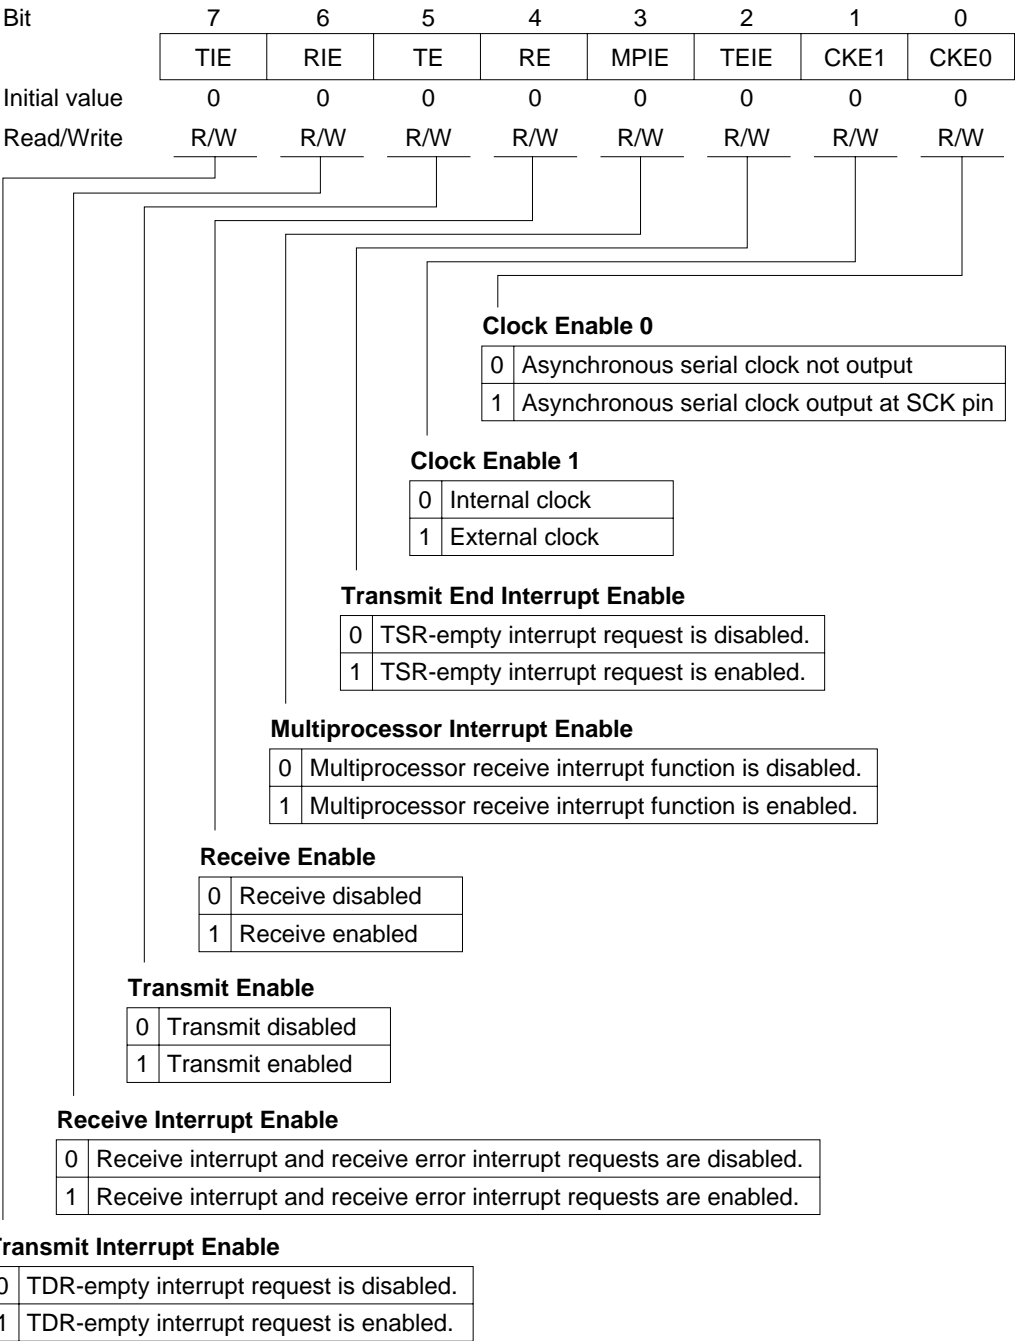 Bit 7 6 5 4 3 2 1 0
TIE RIE TE RE MPIE TEIE CKE1 CKE0
Initial value 0 0 0 0 0 0 0 0
Read/Write R/W R/W R/W R/W R/W R/W R/W R/W
Clock Enable 0
0 Asynchronous serial clock not output
1 Asynchronous serial clock output at SCK pin
Clock Enable 1
0 Internal clock
1 External clock
Transmit End Interrupt Enable
0 TSR-empty interrupt request is disabled.
1 TSR-empty interrupt request is enabled.
Multiprocessor Interrupt Enable
0 Multiprocessor receive interrupt function is disabled.
1 Multiprocessor receive interrupt function is enabled.
Receive Enable
0 Receive disabled
1 Receive enabled
Transmit Enable
0 Transmit disabled
1 Transmit enabled
Receive Interrupt Enable
0 Receive interrupt and receive error interrupt requests are disabled.
1 Receive interrupt and receive error interrupt requests are enabled.
Transmit Interrupt Enable
0 TDR-empty interrupt request is disabled.
1 TDR-empty interrupt request is enabled.